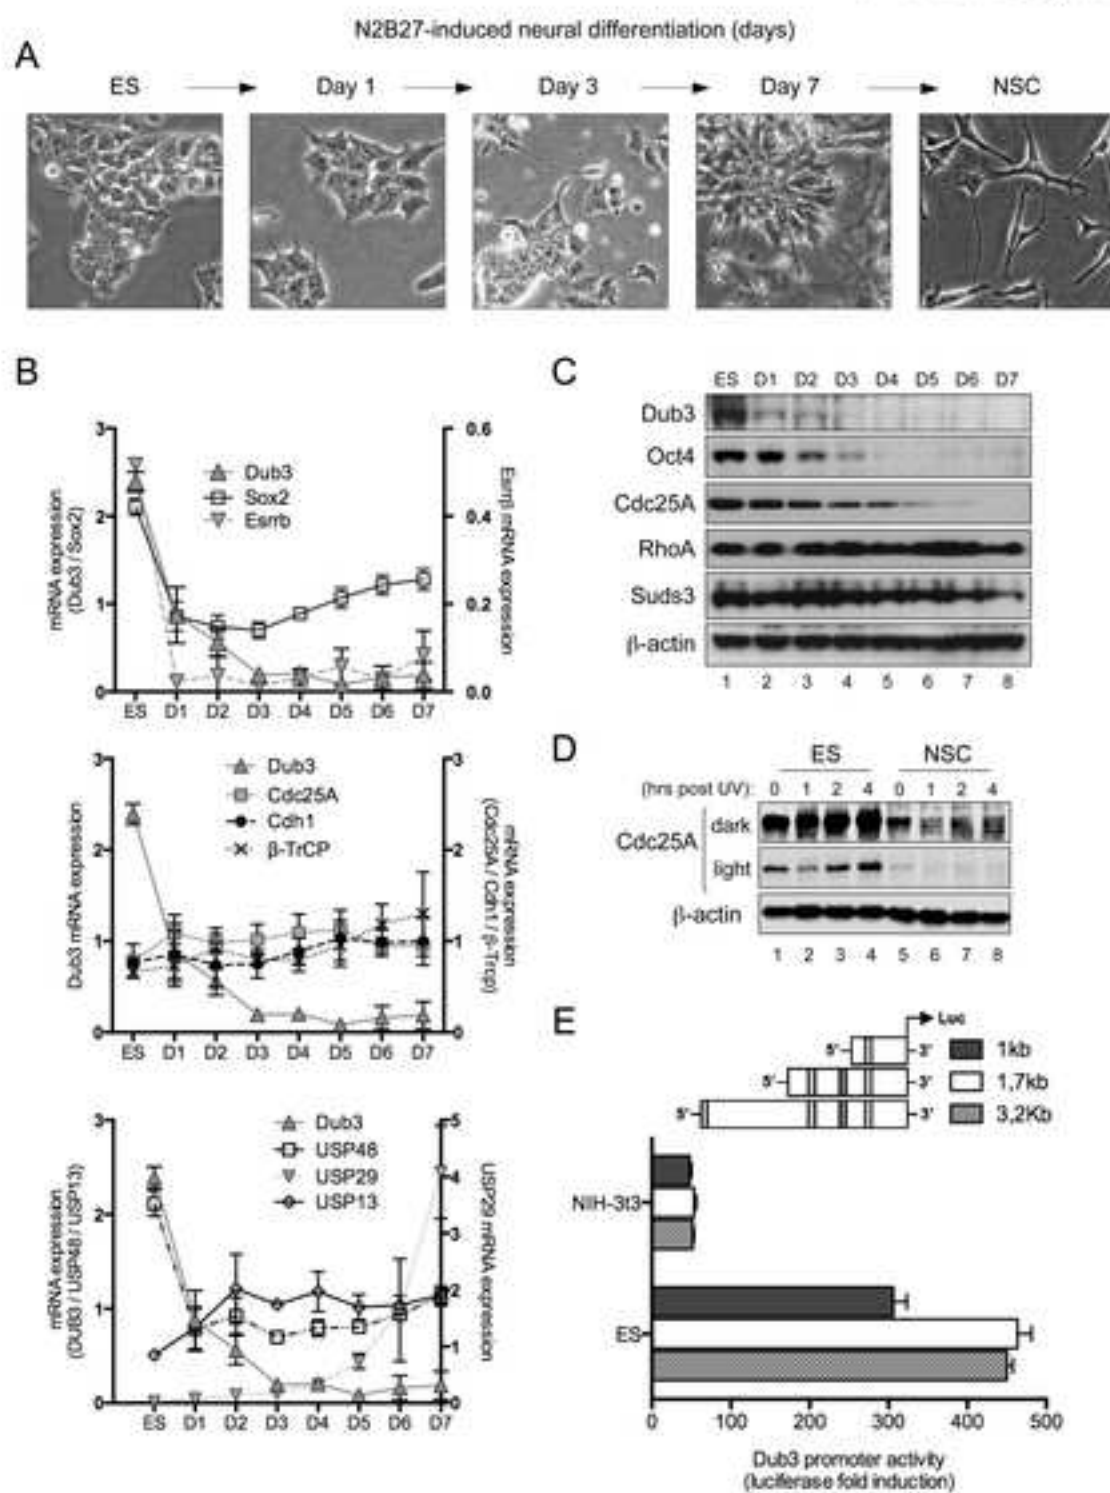 N2B27-induced neural differentiation (days)
A
ES Day 1 Day 3 Day 7 NSC
B
3 0.6
2 0.4
1 0.2
0 0.0
mRNA expression
(Dub3 / Sox2)
Dub3
Sox2
Esrrb
Esrrβ mRNA expression
ES D1 D2 D3 D4 D5 D6 D7
3 3
2 2
1 1
0 0
Dub3 mRNA expression
Dub3
Cdc25A
Cdh1
β-TrCP
mRNA expression
(Cdc25A / Cdh1 / β-Trcp)
ES D1 D2 D3 D4 D5 D6 D7
3 5
2 4
3
1 2
1
0 0
mRNA expression
(DUB3 / USP48 / USP13)
Dub3
USP48
USP29
USP13
USP29 mRNA expression
ES D1 D2 D3 D4 D5 D6 D7
C
ES D1 D2 D3 D4 D5 D6 D7
Dub3
Oct4
Cdc25A
RhoA
Suds3
β-actin
1 2 3 4 5 6 7 8
D
ES NSC
(hrs post UV): 0 1 2 4 0 1 2 4
Cdc25A
dark
light
β-actin
1 2 3 4 5 6 7 8
E
Luc
5' 3' 1kb
5' 3' 1,7kb
5' 3' 3,2Kb
NIH-3t3
ES
0 100 200 300 400 500
Dub3 promoter activity
(luciferase fold induction)